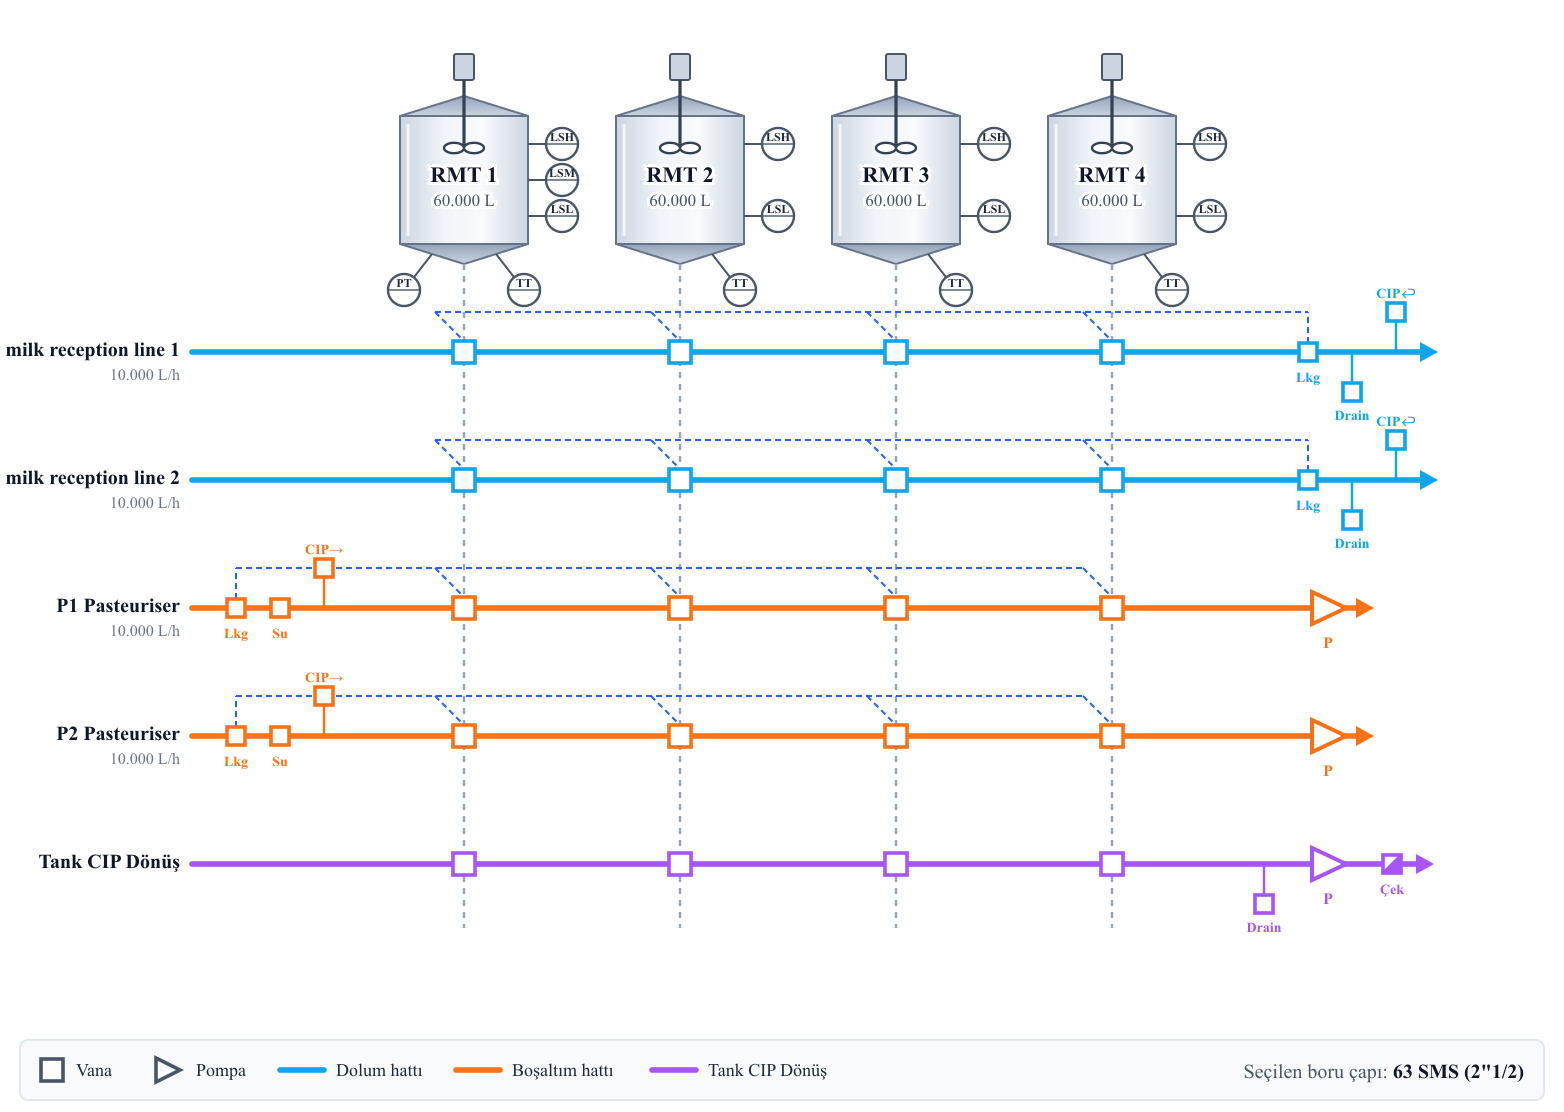 LSH
LSH
LSH
LSH
RMT 1
LSM
RMT 2
RMT 3
RMT 4
60.000 L
60.000 L
60.000 L
60.000 L
LSL
LSL
LSL
LSL
PT
TT
TT
TT
TT
CIP↩
milk reception line 1
10.000 L/h
Lkg
Drain
CIP↩
milk reception line 2
10.000 L/h
Lkg
Drain
CIP→
P1 Pasteuriser
10.000 L/h
Lkg
Su
P
CIP→
P2 Pasteuriser
10.000 L/h
Lkg
Su
P
Tank CIP Dönüş
Drain
P
Çek
Vana
Pompa
Dolum hattı
Boşaltım hattı
Tank CIP Dönüş
Seçilen boru çapı: 63 SMS (2"1/2)